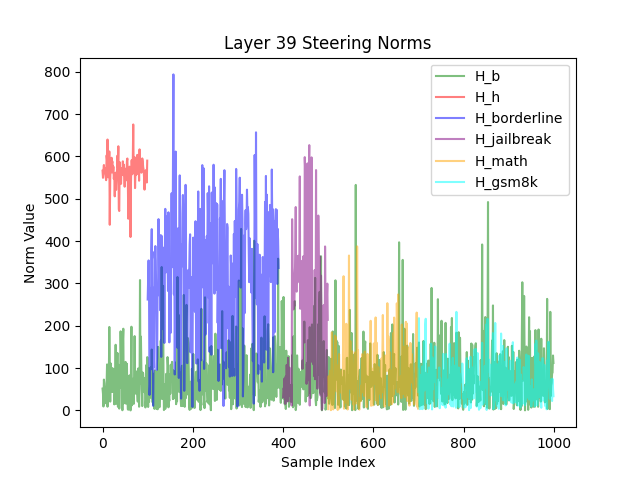 Layer 39 Steering Norms
Norm Value
800
700
600
500
400
300
200
100
0
H_b
H_h
H_borderline
H_jailbreak
H_math
H_gsm8k
0 200 400 600 800 1000
Sample Index